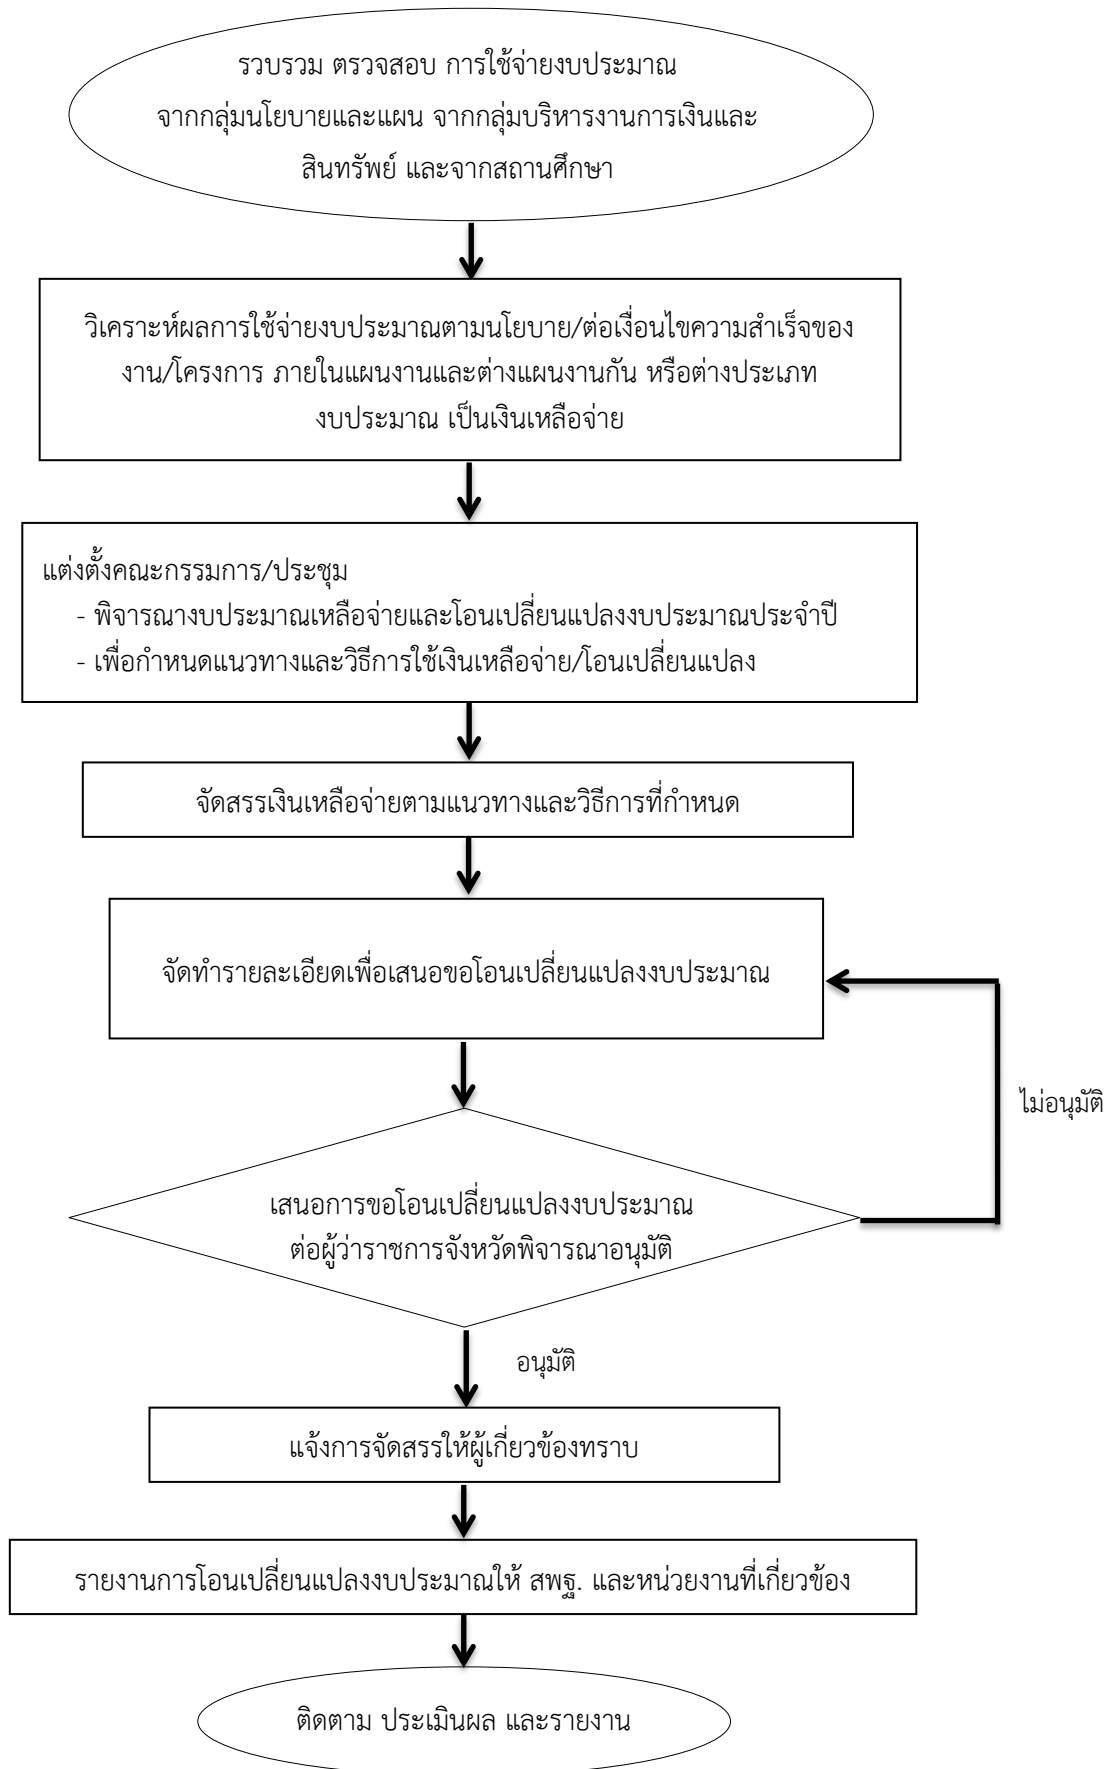 รวบรวม ตรวจสอบ การใช้จ่ายงบประมาณ
จากกลุ่มนโยบายและแผน จากกลุ่มบริหารงานการเงินและ
สินทรัพย์ และจากสถานศึกษา
วิเคราะห์ผลการใช้จ่ายงบประมาณตามนโยบาย/ต่อเงื่อนไขความสำเร็จของ
งาน/โครงการ ภายในแผนงานและต่างแผนงานกัน หรือต่างประเภท
งบประมาณ เป็นเงินเหลือจ่าย
แต่งตั้งคณะกรรมการ/ประชุม
- พิจารณางบประมาณเหลือจ่ายและโอนเปลี่ยนแปลงงบประมาณประจำปี
- เพื่อกำหนดแนวทางและวิธีการใช้เงินเหลือจ่าย/โอนเปลี่ยนแปลง
จัดสรรเงินเหลือจ่ายตามแนวทางและวิธีการที่กำหนด
จัดทำรายละเอียดเพื่อเสนอขอโอนเปลี่ยนแปลงงบประมาณ
ไม่อนุมัติ
เสนอการขอโอนเปลี่ยนแปลงงบประมาณ
ต่อผู้ว่าราชการจังหวัดพิจารณาอนุมัติ
อนุมัติ
แจ้งการจัดสรรให้ผู้เกี่ยวข้องทราบ
รายงานการโอนเปลี่ยนแปลงงบประมาณให้ สพฐ. และหน่วยงานที่เกี่ยวข้อง
ติดตาม ประเมินผล และรายงาน